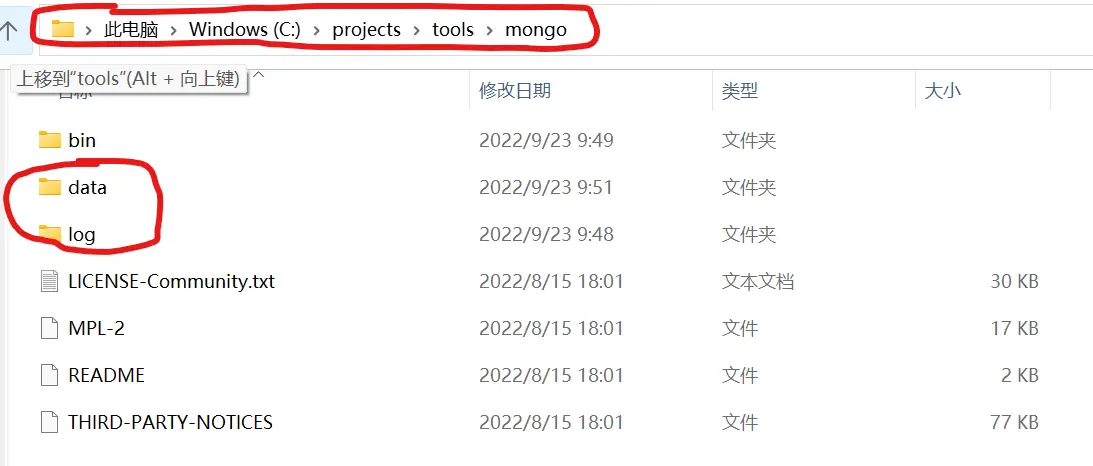 此电脑 > Windows (C:) > projects > tools > mongo
上移到“tools”(Alt + 向上键)
名称 修改日期 类型 大小
bin 2022/9/23 9:49 文件夹
data 2022/9/23 9:51 文件夹
log 2022/9/23 9:48 文件夹
LICENSE-Community.txt 2022/8/15 18:01 文本文档 30 KB
MPL-2 2022/8/15 18:01 文件 17 KB
README 2022/8/15 18:01 文件 2 KB
THIRD-PARTY-NOTICES 2022/8/15 18:01 文件 77 KB